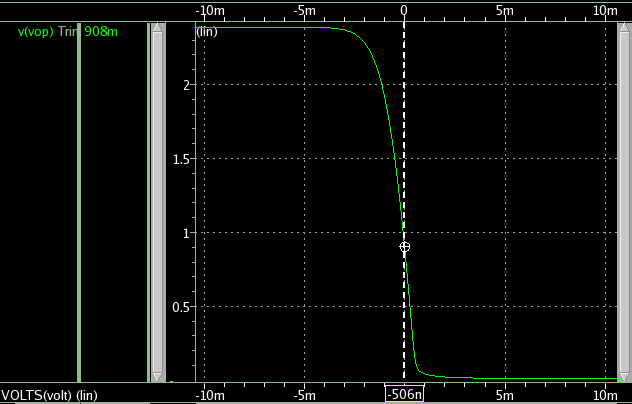 -10m -5m 0 5m 10m
v(vop) Trin 908m
(lin)
2
1.5
1
0.5
VOLTS(volt) (lin)
-10m -5m -506n 5m 10m